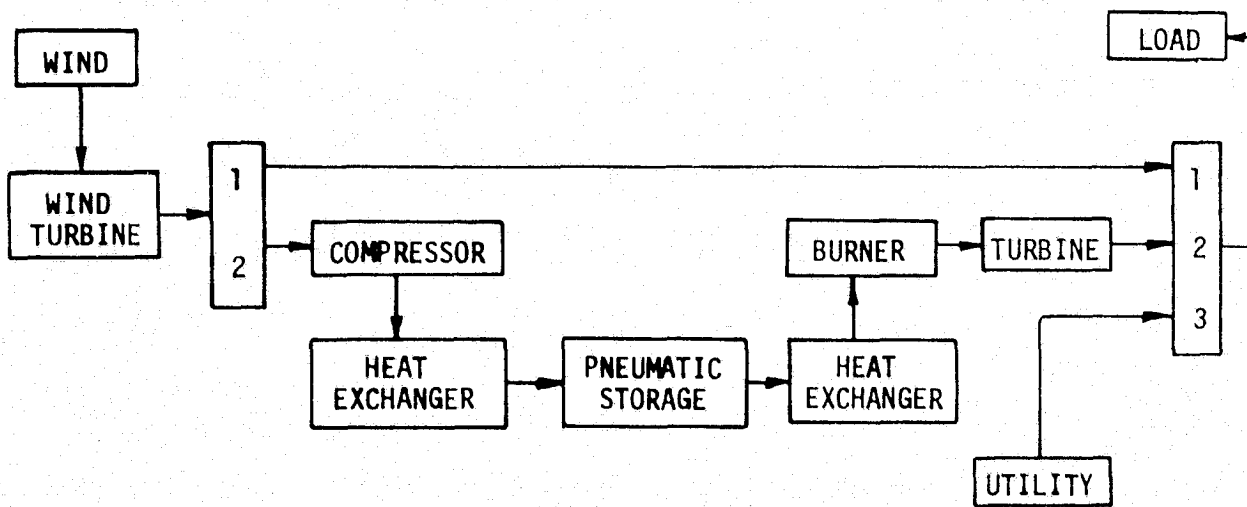 LOAD
WIND
WIND
TURBINE
1
2
COMPRESSOR
HEAT
EXCHANGER
PNEUMATIC
STORAGE
HEAT
EXCHANGER
BURNER
TURBINE
1
2
3
UTILITY